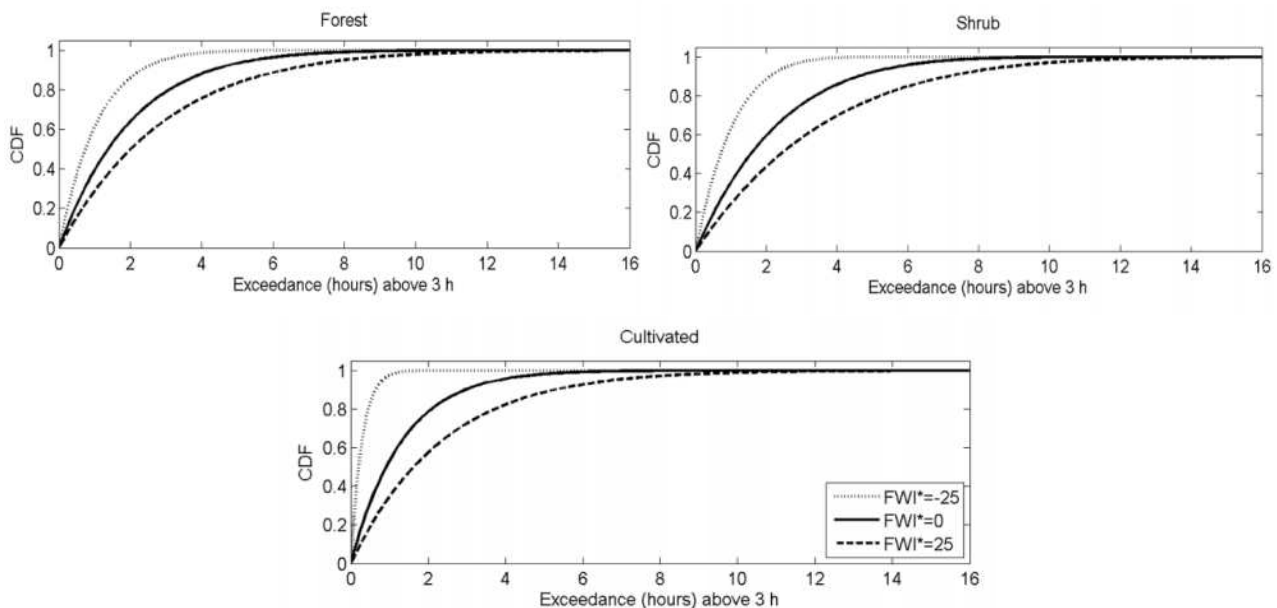 Forest
1
0.8
0.6
0.4
0.2
0
CDF
0 2 4 6 8 10 12 14 16
Exceedance (hours) above 3 h
Shrub
1
0.8
0.6
0.4
0.2
0
CDF
0 2 4 6 8 10 12 14 16
Exceedance (hours) above 3 h
Cultivated
1
0.8
0.6
0.4
0.2
0
CDF
FWI*=-25
FWI*=0
FWI*=25
0 2 4 6 8 10 12 14 16
Exceedance (hours) above 3 h